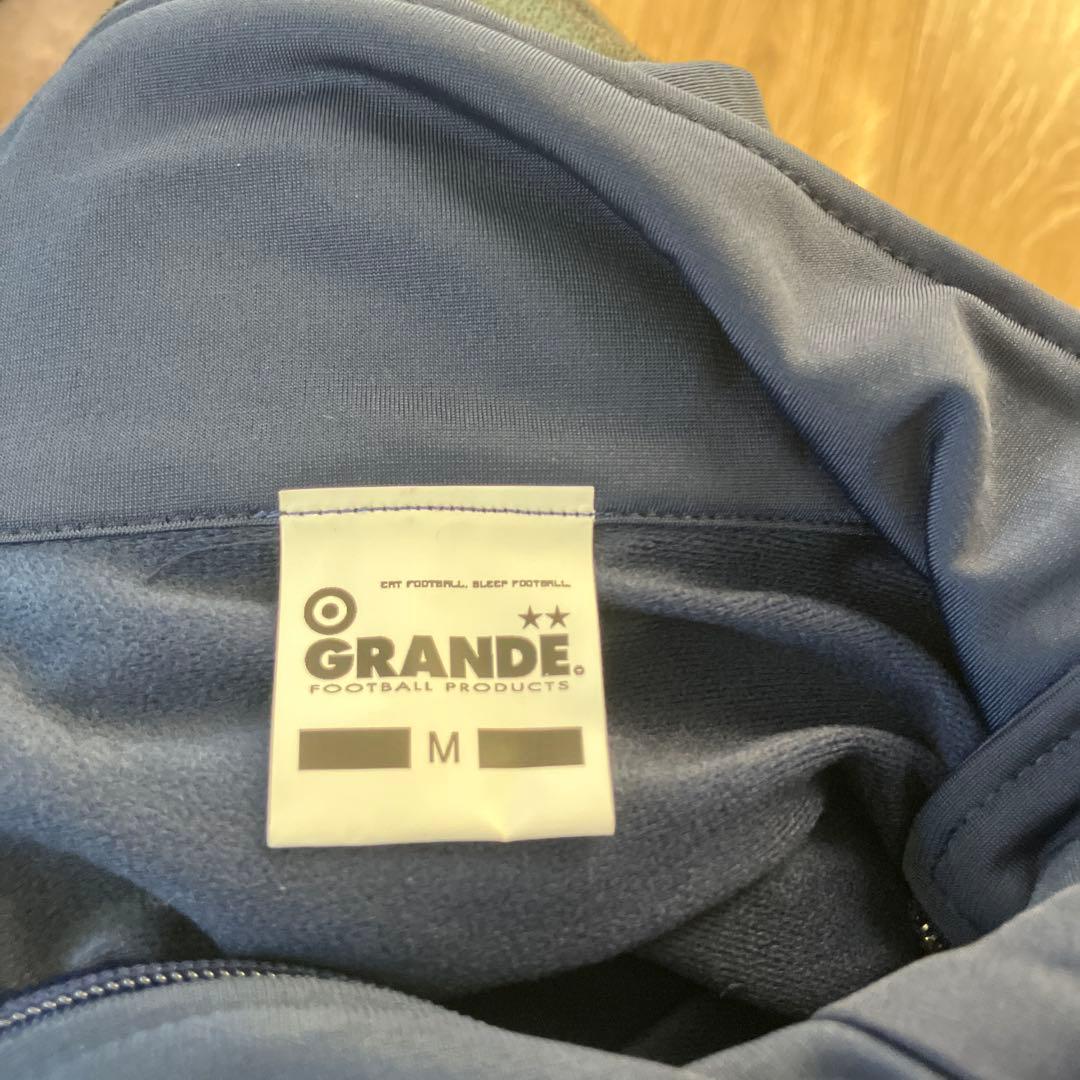 EAT FOOTBALL, SLEEP FOOTBALL.
GRANDE.
FOOTBALL PRODUCTS
M